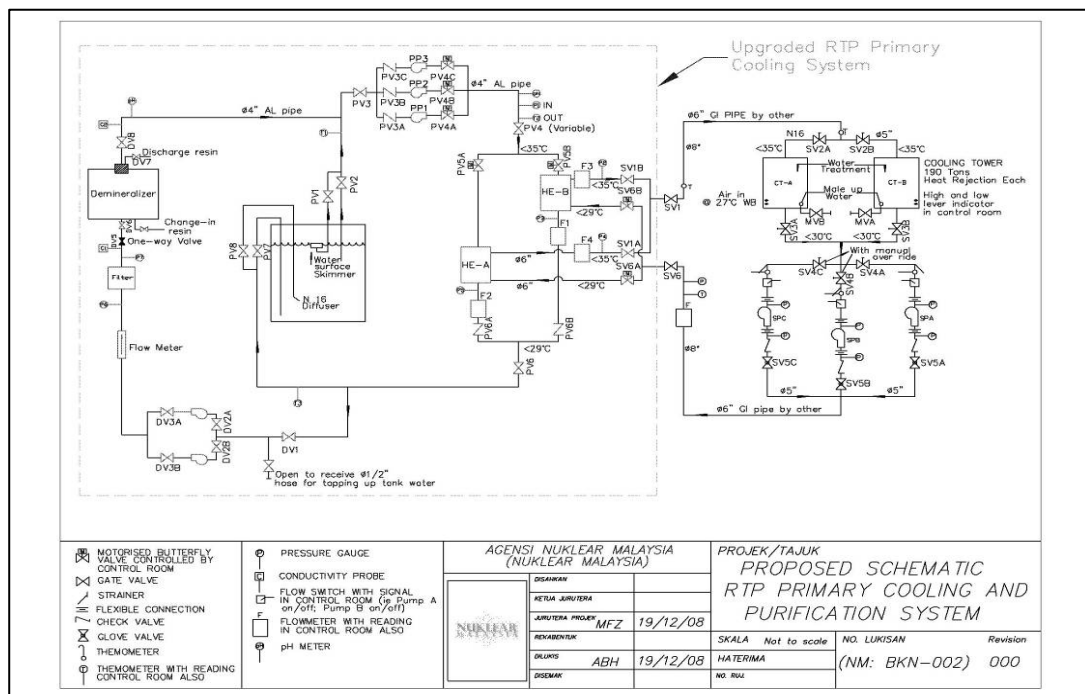 Upgraded RTP Primary
Cooling System
PV3C
PP3
PV4C
PV3
PV3B
PP2
PV4B
PV3A
PP1
PV4A
ø4" AL pipe
ø4" AL pipe
IN
OUT
PV4 (Variable)
<35°C
DV8
Discharge resin
DV7
Demineralizer
Change-in
resin
One-way Valve
Filter
Flow Meter
PV1
PV2
PV8
PV7
Water
surface
Skimmer
N 16
Diffuser
PV5A
PV5B
HE-B
F3
<35°C
SV1B
SV6B
<29°C
F1
HE-A
ø6"
F4
<35°C
SV1A
SV6A
ø6"
<29°C
F2
PV6A
PV6B
<29°C
PV6
DV3A
DV2A
DV2B
DV3B
DV1
Open to receive ø1/2"
hose for topping up tank water
ø6" GI PIPE by other
ø8"
N16
SV2A
SV2B
ø5"
<35°C
<35°C
SV1
Water
Treatment
CT-A
CT-B
Make up
Water
COOLING TOWER
190 Tons
Heat Rejection Each
Air in
@ 27°C WB
High and low
lever indicator
in control room
MVB
MVA
SV3A
SV3B
<30°C
<30°C
With manupl
over ride
SV4C
SV4A
SV4B
SV6
F
ø8"
SPC
SPB
SPA
SV5C
SV5B
SV5A
ø5"
ø5"
ø6" GI pipe by other
MOTORISED BUTTERFLY
VALVE CONTROLLED BY
CONTROL ROOM
GATE VALVE
STRAINER
FLEXIBLE CONNECTION
CHECK VALVE
GLOVE VALVE
THEMOMETER
THEMOMETER WITH READING
CONTROL ROOM ALSO
P PRESSURE GAUGE
C CONDUCTIVITY PROBE
FLOW SWITCH WITH SIGNAL
IN CONTROL ROOM (ie Pump A
on/off; Pump B on/off)
F FLOWMETER WITH READING
IN CONTROL ROOM ALSO
pH METER
AGENSI NUKLEAR MALAYSIA
(NUKLEAR MALAYSIA)
NUKLEAR
MALAYSIA
DISAHKAN
KETUA JURUTERA
JURUTERA PROJEK MFZ 19/12/08
REKABENTUK
DILUKIS ABH 19/12/08
DISEMAK
PROJEK/TAJUK
PROPOSED SCHEMATIC
RTP PRIMARY COOLING AND
PURIFICATION SYSTEM
SKALA Not to scale
HATERIMA
NO. RUJ.
NO. LUKISAN
(NM: BKN-002)
Revision
000